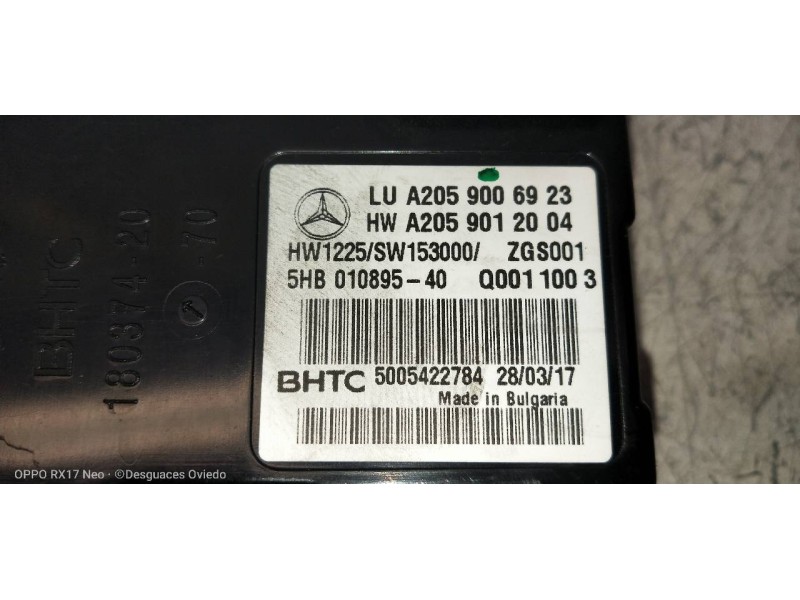 LU A205 900 69 23
HW A205 901 20 04
HW1225/SW153000/ ZGS001
5HB 010895-40 Q001 100 3
BHTC 5005422784 28/03/17
Made in Bulgaria
BHTC
180374-20
-70
OPPO RX17 Neo · ©Desguaces Oviedo